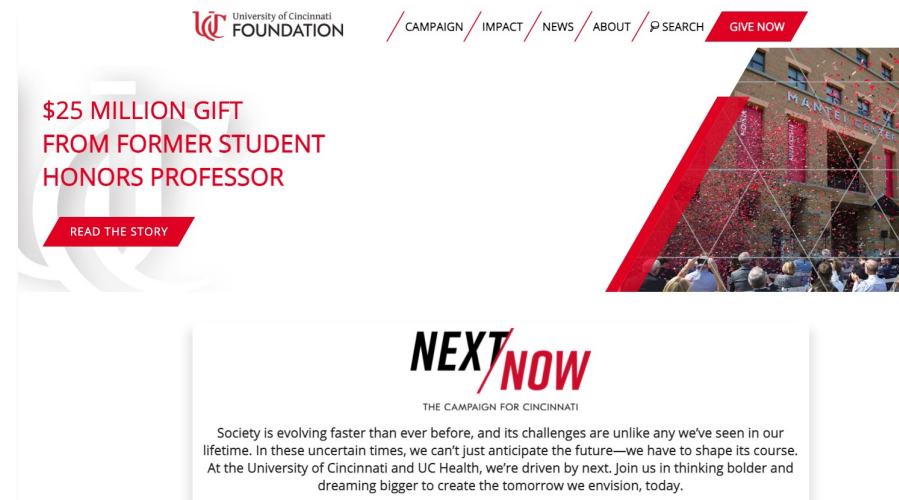 University of Cincinnati
FOUNDATION
CAMPAIGN
IMPACT
NEWS
ABOUT
SEARCH
GIVE NOW
$25 MILLION GIFT
FROM FORMER STUDENT
HONORS PROFESSOR
READ THE STORY
MANTEI CENTER
NEXT
NOW
THE CAMPAIGN FOR CINCINNATI
Society is evolving faster than ever before, and its challenges are unlike any we’ve seen in our
lifetime. In these uncertain times, we can’t just anticipate the future—we have to shape its course.
At the University of Cincinnati and UC Health, we’re driven by next. Join us in thinking bolder and
dreaming bigger to create the tomorrow we envision, today.